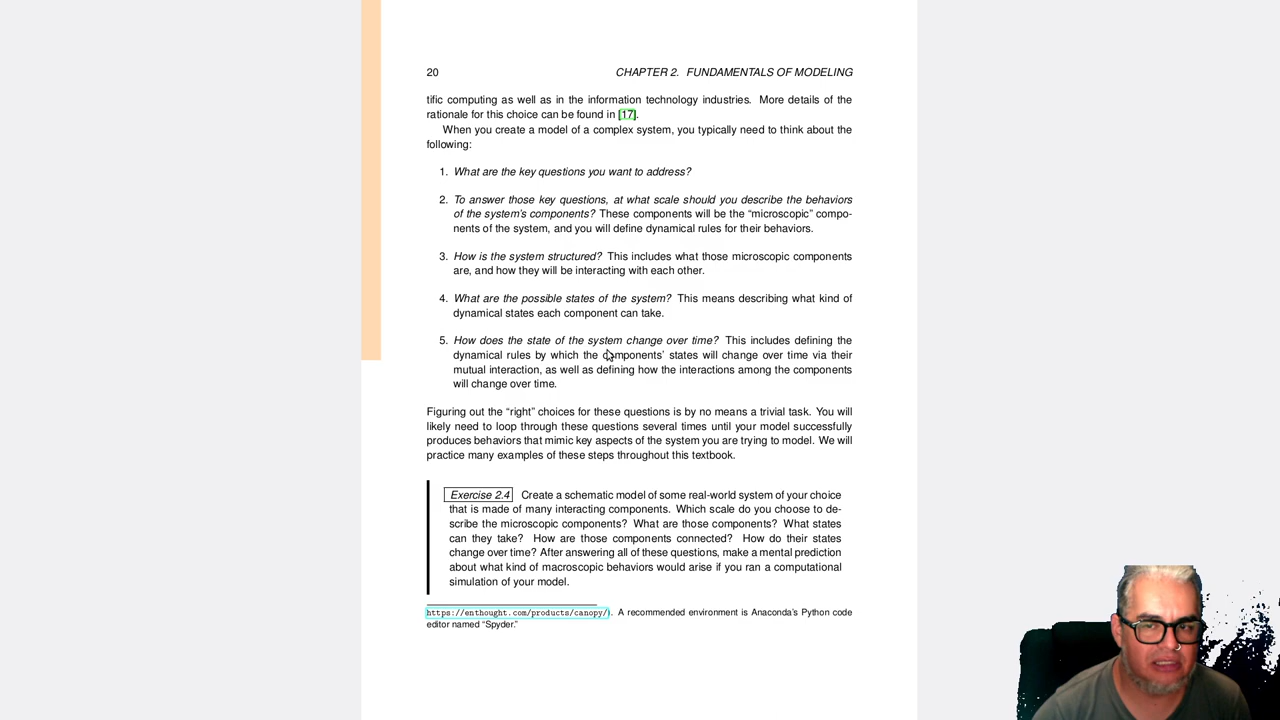 20 CHAPTER 2. FUNDAMENTALS OF MODELING
tific computing as well as in the information technology industries. More details of the
rationale for this choice can be found in [17].
When you create a model of a complex system, you typically need to think about the
following:
1. What are the key questions you want to address?
2. To answer those key questions, at what scale should you describe the behaviors
of the system's components? These components will be the “microscopic” compo-
nents of the system, and you will define dynamical rules for their behaviors.
3. How is the system structured? This includes what those microscopic components
are, and how they will be interacting with each other.
4. What are the possible states of the system? This means describing what kind of
dynamical states each component can take.
5. How does the state of the system change over time? This includes defining the
dynamical rules by which the components’ states will change over time via their
mutual interaction, as well as defining how the interactions among the components
will change over time.
Figuring out the “right” choices for these questions is by no means a trivial task. You will
likely need to loop through these questions several times until your model successfully
produces behaviors that mimic key aspects of the system you are trying to model. We will
practice many examples of these steps throughout this textbook.
Exercise 2.4 Create a schematic model of some real-world system of your choice
that is made of many interacting components. Which scale do you choose to de-
scribe the microscopic components? What are those components? What states
can they take? How are those components connected? How do their states
change over time? After answering all of these questions, make a mental prediction
about what kind of macroscopic behaviors would arise if you ran a computational
simulation of your model.
https://enthought.com/products/canopy/). A recommended environment is Anaconda's Python code
editor named “Spyder.”